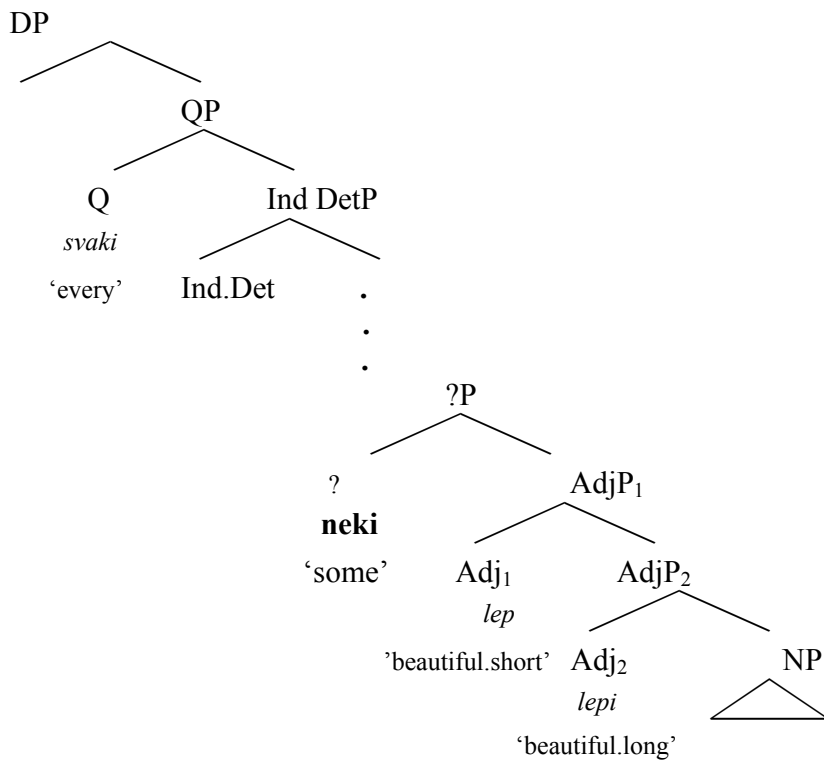 DP
QP
Q Ind DetP
svaki
‘every’ Ind.Det
?P
? AdjP1
neki
‘some’ Adj1 AdjP2
lep
’beautiful.short’ Adj2 NP
lepi
‘beautiful.long’